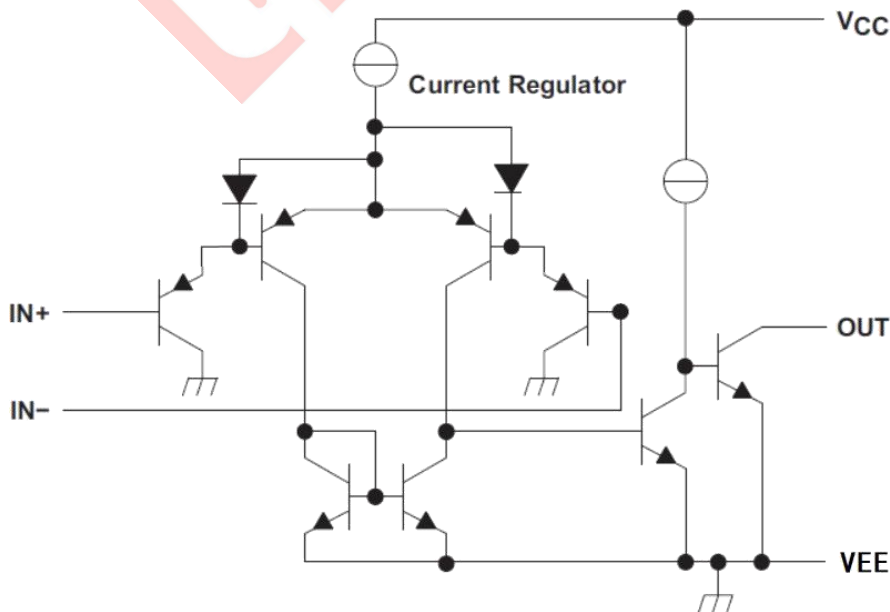 VCC
Current Regulator
IN+
OUT
IN−
VEE